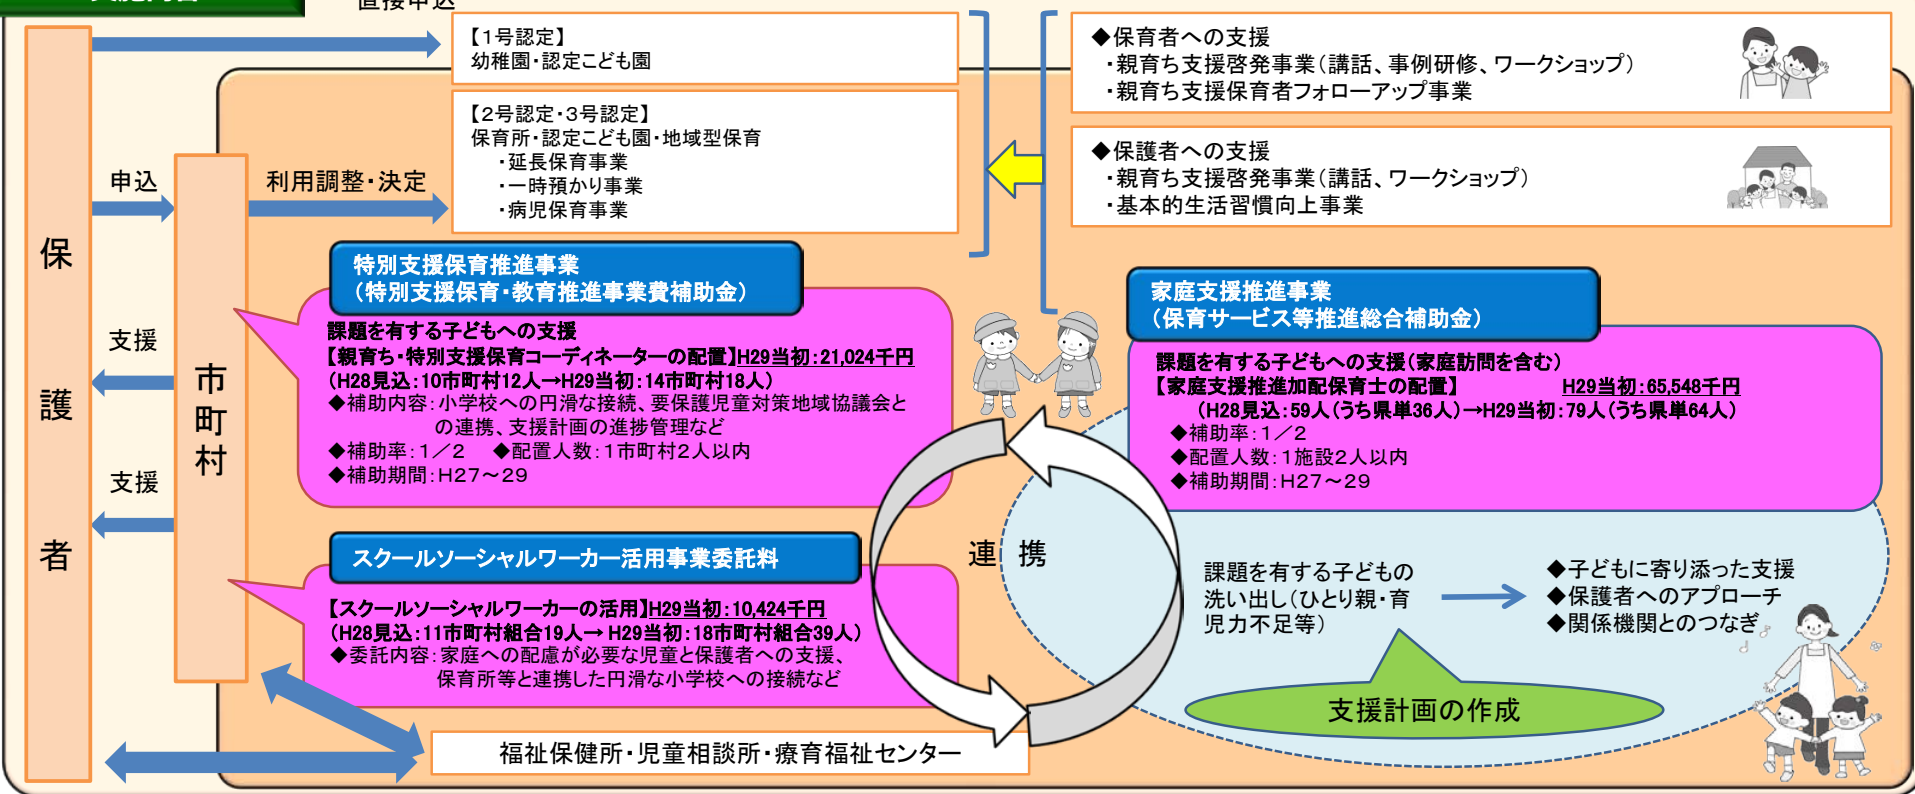 直接申込
保護者
申込
支援
支援
市町村
利用調整・決定
【1号認定】
幼稚園・認定こども園
【2号認定・3号認定】
保育所・認定こども園・地域型保育
・延長保育事業
・一時預かり事業
・病児保育事業
◆保育者への支援
・親育ち支援啓発事業(講話、事例研修、ワークショップ)
・親育ち支援保育者フォローアップ事業
◆保護者への支援
・親育ち支援啓発事業(講話、ワークショップ)
・基本的生活習慣向上事業
特別支援保育推進事業
(特別支援保育・教育推進事業費補助金)
課題を有する子どもへの支援
【親育ち・特別支援保育コーディネーターの配置】H29当初:21,024千円
(H28見込:10市町村12人→H29当初:14市町村18人)
◆補助内容:小学校への円滑な接続、要保護児童対策地域協議会と
の連携、支援計画の進捗管理など
◆補助率:1/2 ◆配置人数:1市町村2人以内
◆補助期間:H27~29
家庭支援推進事業
(保育サービス等推進総合補助金)
課題を有する子どもへの支援(家庭訪問を含む)
【家庭支援推進加配保育士の配置】 H29当初:65,548千円
(H28見込:59人(うち県単36人)→H29当初:79人(うち県単64人)
◆補助率:1/2
◆配置人数:1施設2人以内
◆補助期間:H27~29
スクールソーシャルワーカー活用事業委託料
【スクールソーシャルワーカーの活用】H29当初:10,424千円
(H28見込:11市町村組合19人→ H29当初:18市町村組合39人)
◆委託内容:家庭への配慮が必要な児童と保護者への支援、
保育所等と連携した円滑な小学校への接続など
連携
課題を有する子どもの
洗い出し(ひとり親・育
児力不足等)
◆子どもに寄り添った支援
◆保護者へのアプローチ
◆関係機関とのつなぎ
支援計画の作成
福祉保健所・児童相談所・療育福祉センター